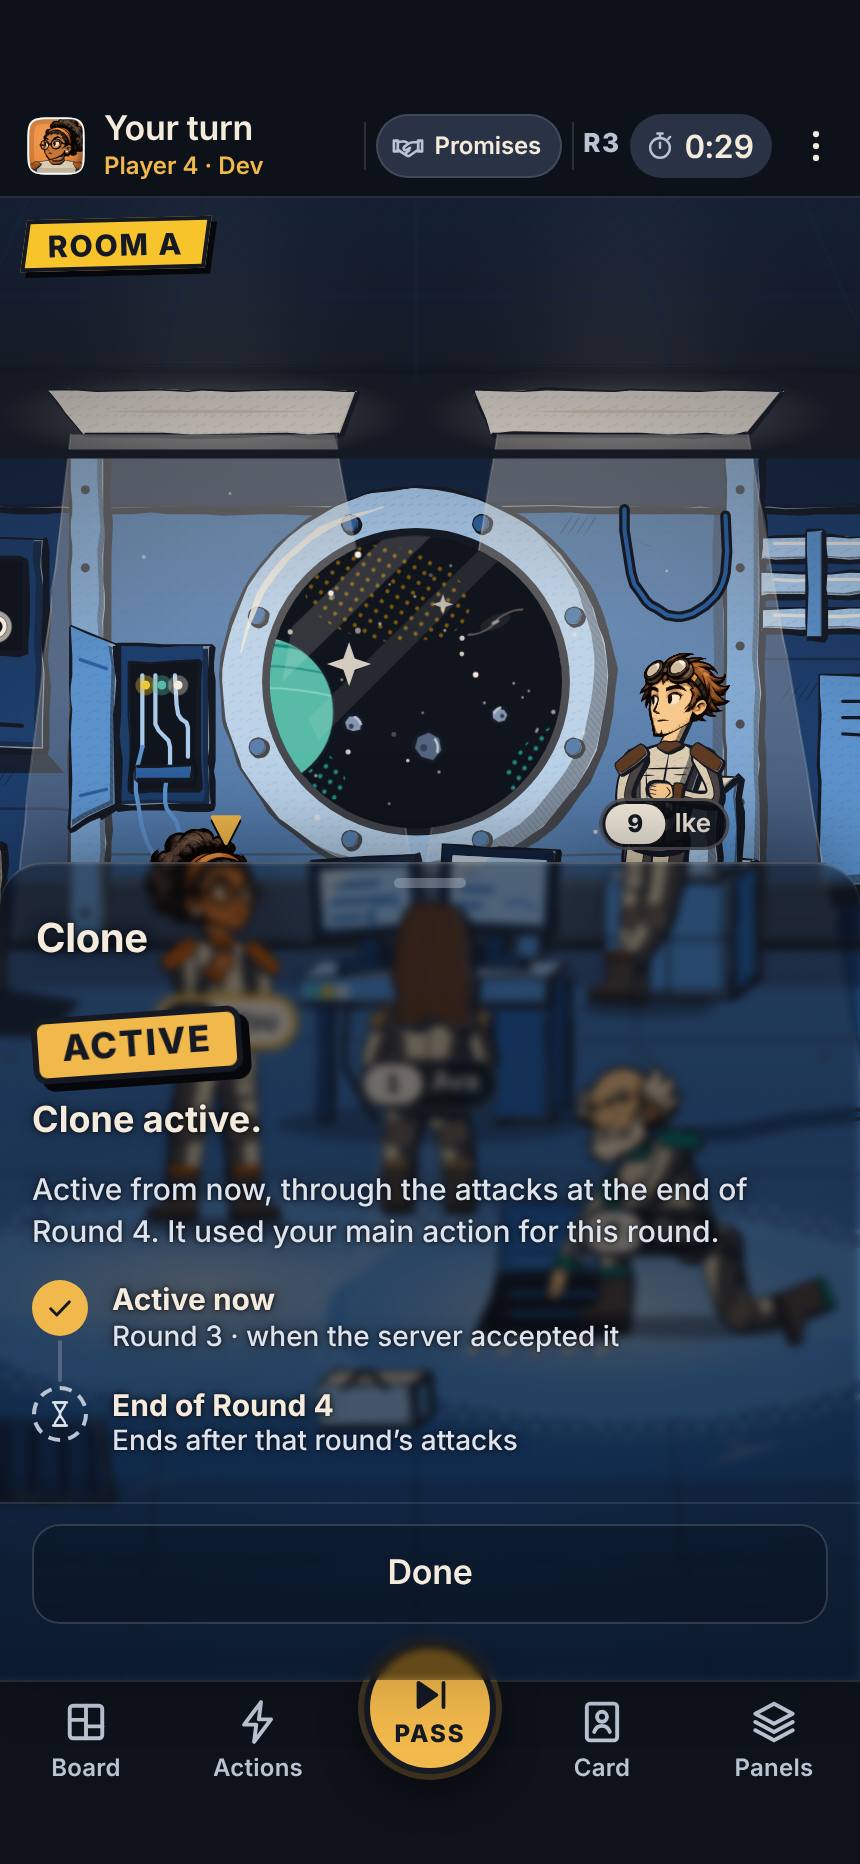 Your turn
Player 4 · Dev
Promises
R3
0:29
ROOM A
9 Ike
Clone
ACTIVE
Clone active.
Active from now, through the attacks at the end of
Round 4. It used your main action for this round.
Active now
Round 3 · when the server accepted it
End of Round 4
Ends after that round’s attacks
Done
PASS
Board
Actions
Card
Panels